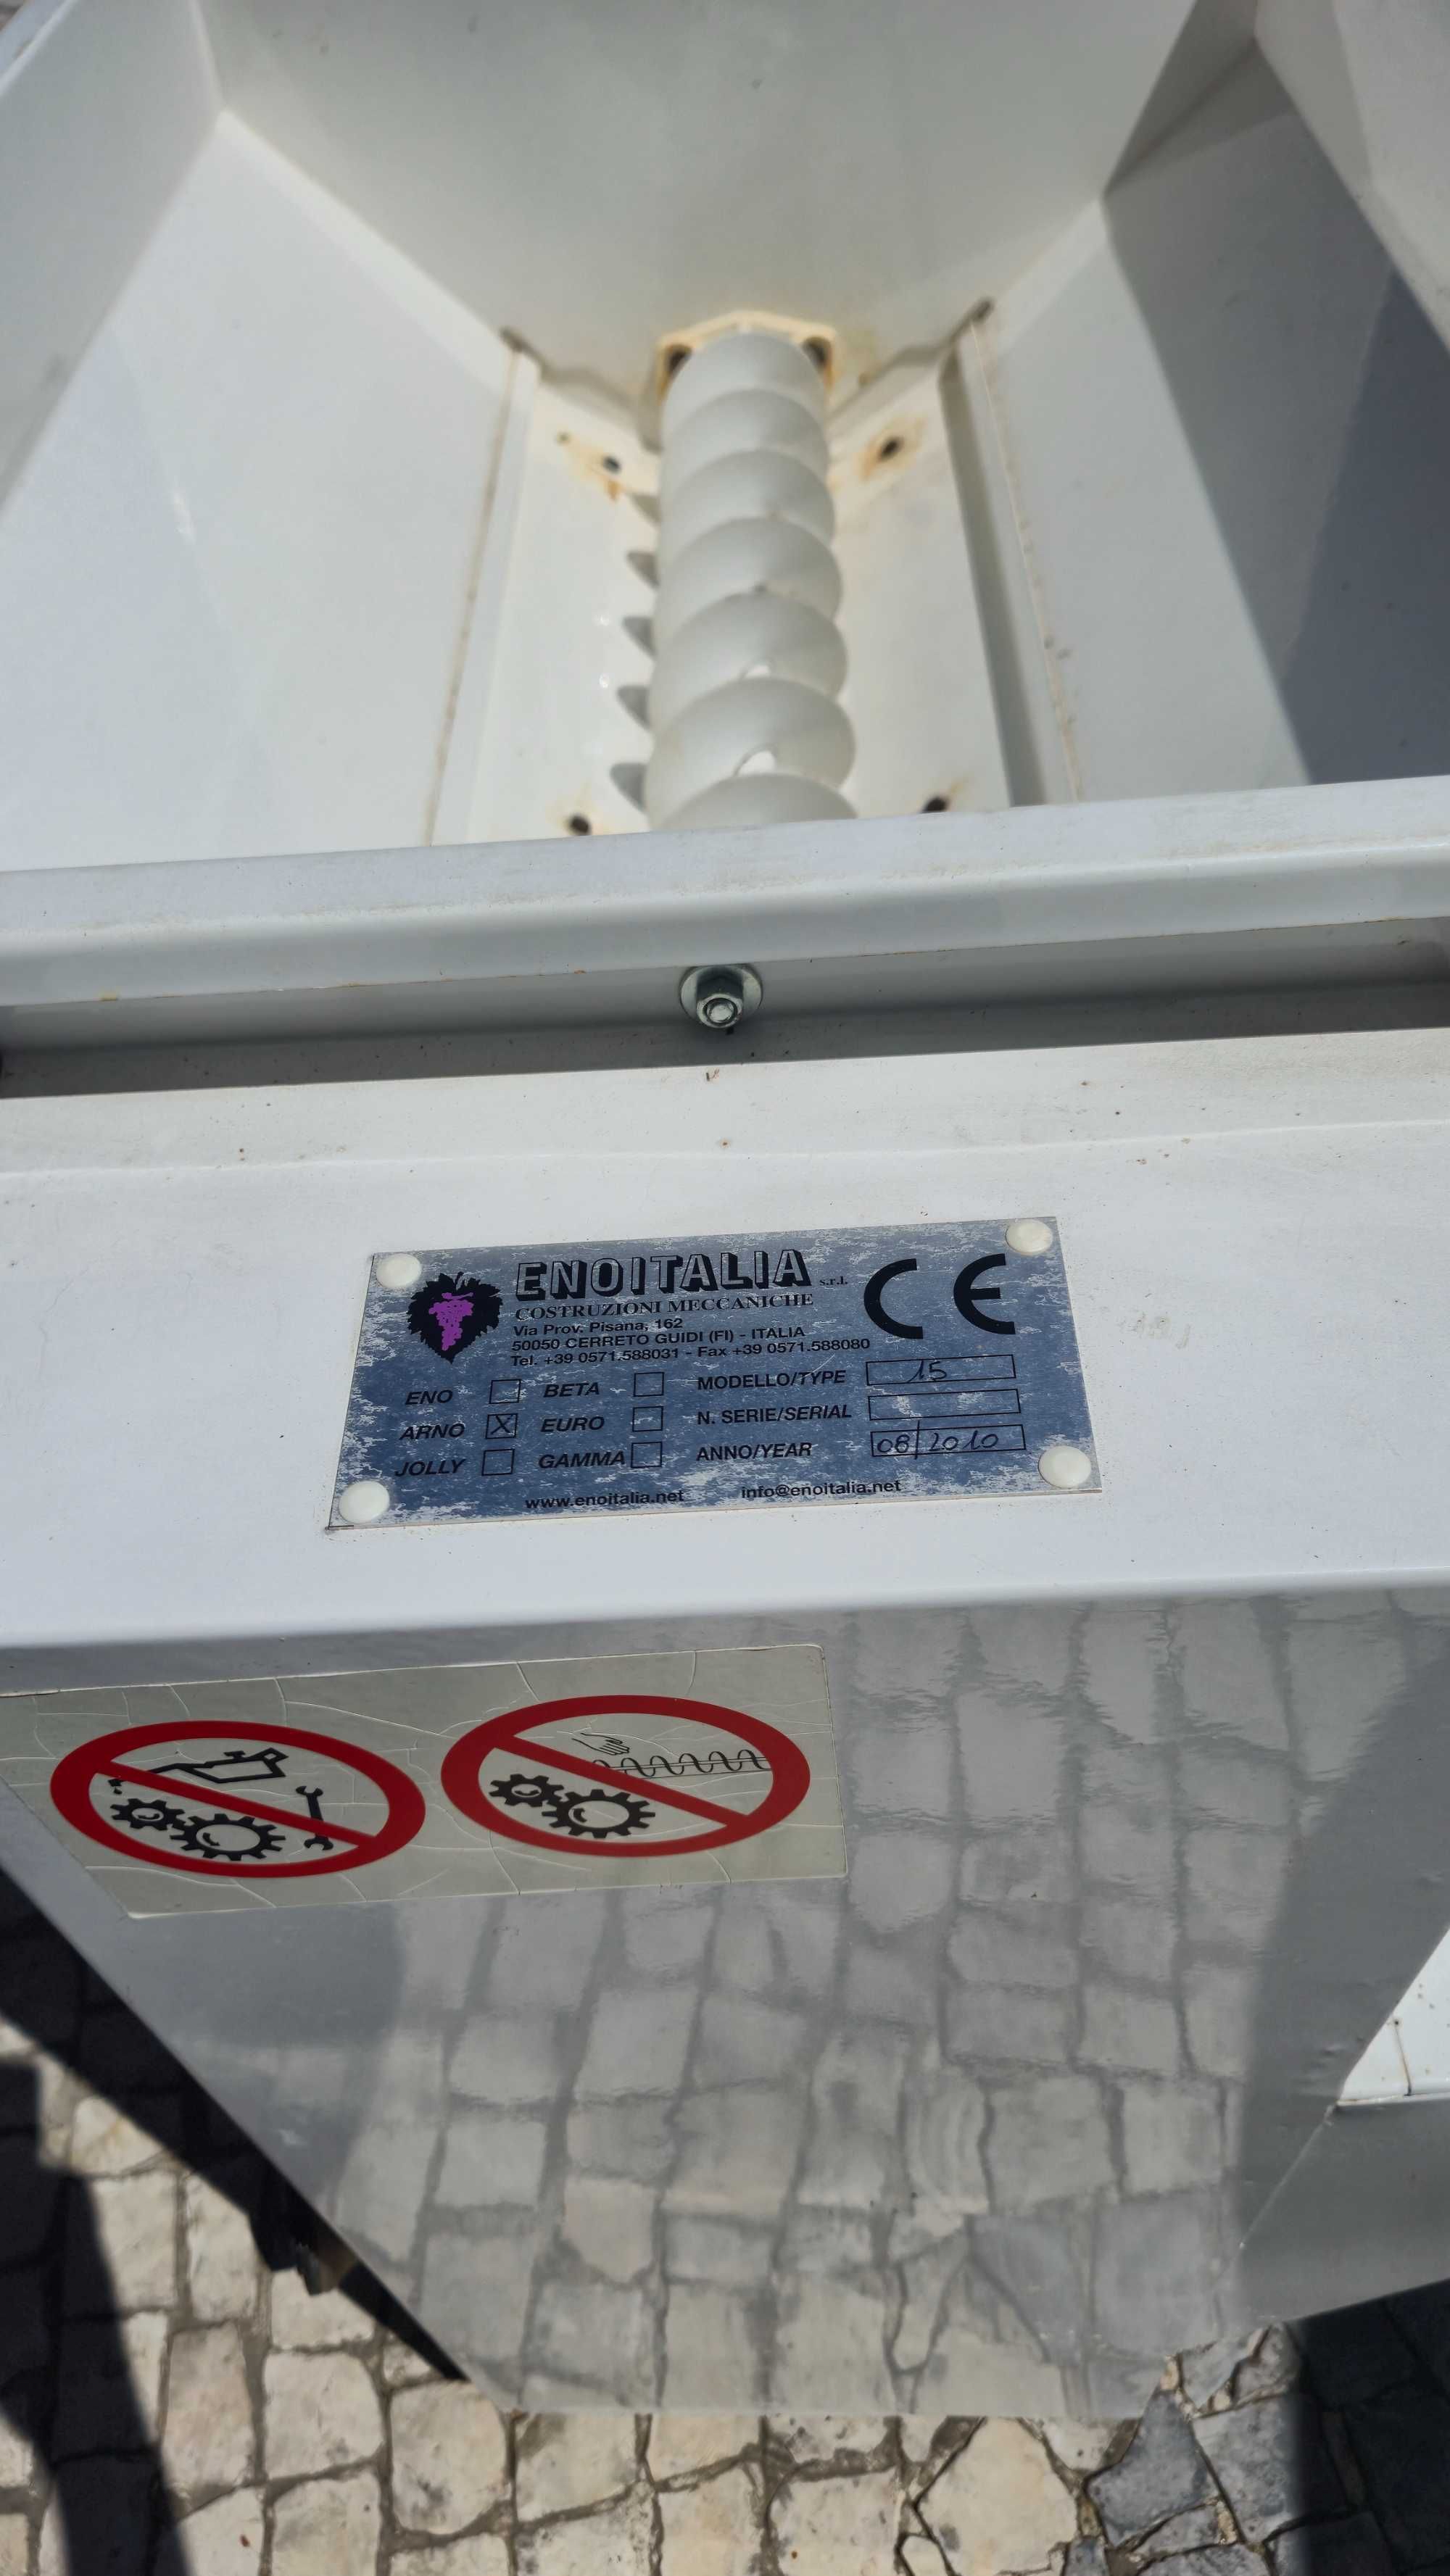 ENOITALIA s.r.l. CE
COSTRUZIONI MECCANICHE
Via Prov. Pisana, 162
50050 CERRETO GUIDI (FI) - ITALIA
Tel. +39 0571.588031 - Fax +39 0571.588080
ENO BETA MODELLO/TYPE 15
ARNO X EURO N. SERIE/SERIAL
JOLLY GAMMA ANNO/YEAR 08/2010
www.enoitalia.net info@enoitalia.net